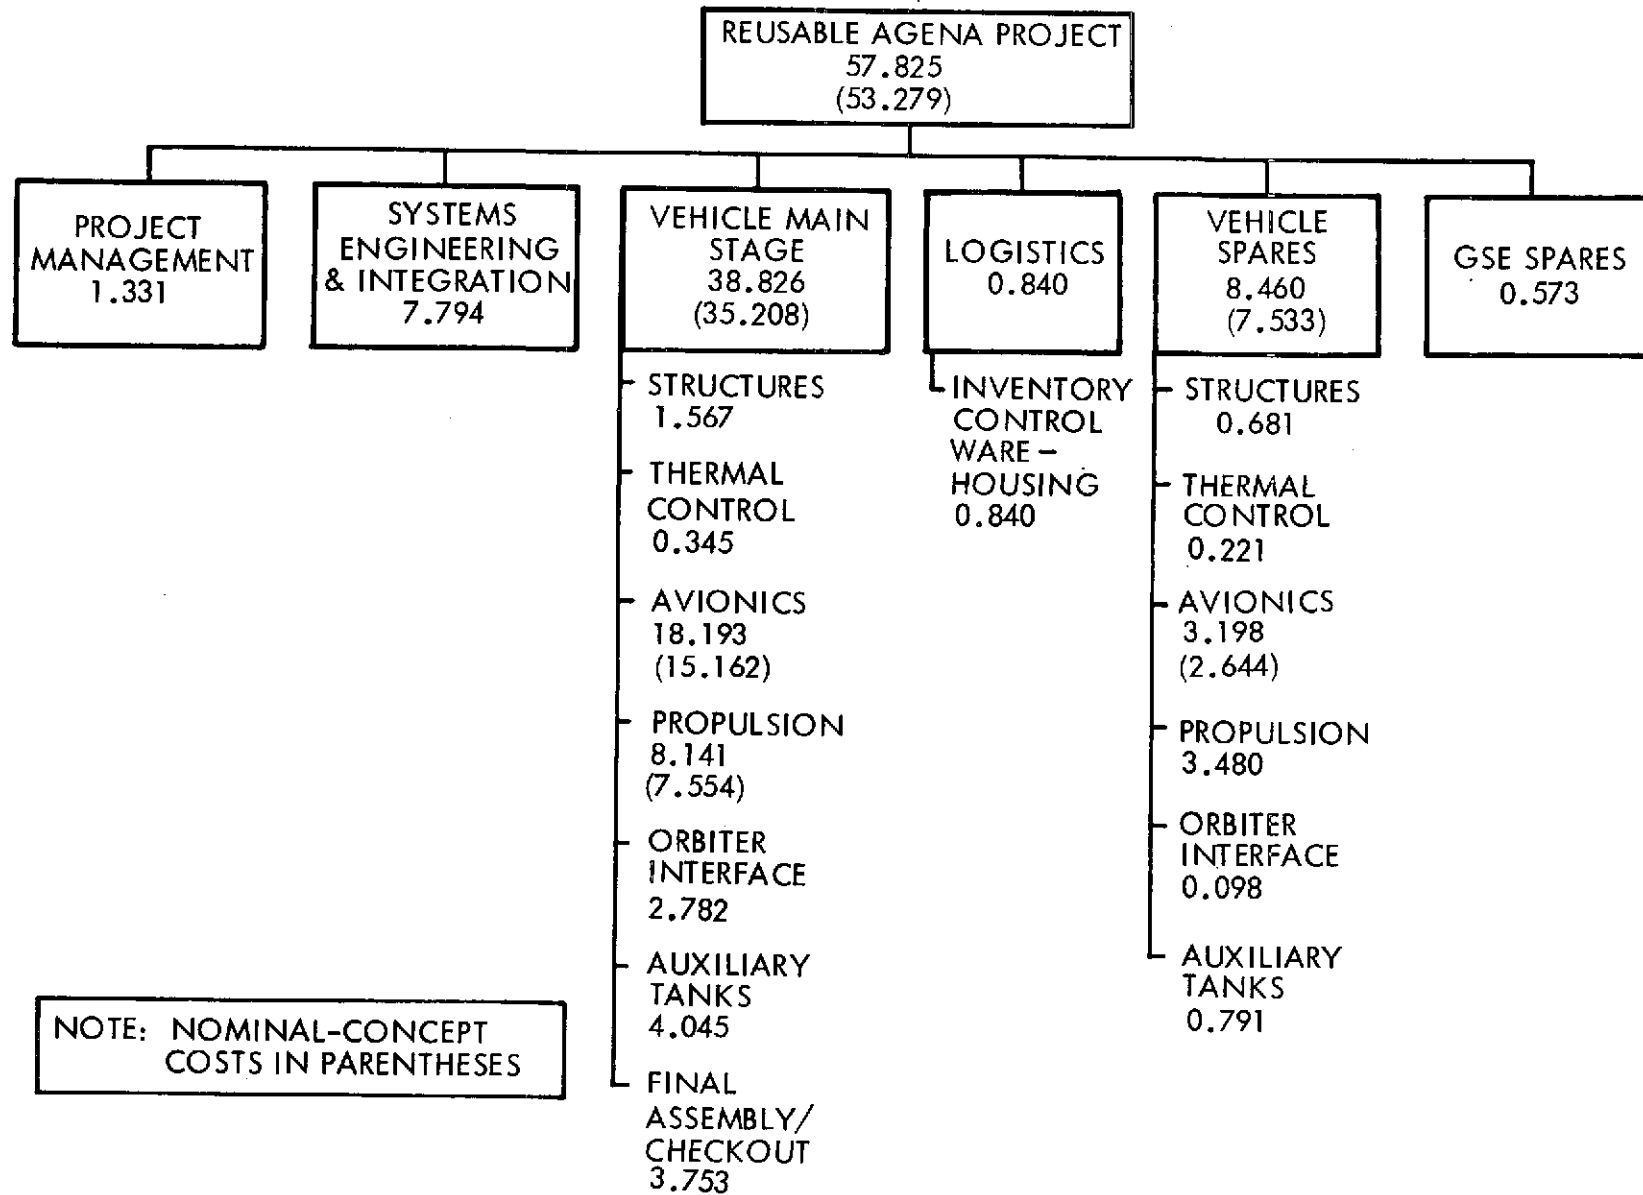 REUSABLE AGENA PROJECT
57.825
(53.279)
PROJECT
MANAGEMENT
1.331
SYSTEMS
ENGINEERING
& INTEGRATION
7.794
VEHICLE MAIN
STAGE
38.826
(35.208)
LOGISTICS
0.840
VEHICLE
SPARES
8.460
(7.533)
GSE SPARES
0.573
STRUCTURES
1.567
THERMAL
CONTROL
0.345
AVIONICS
18.193
(15.162)
PROPULSION
8.141
(7.554)
ORBITER
INTERFACE
2.782
AUXILIARY
TANKS
4.045
FINAL
ASSEMBLY/
CHECKOUT
3.753
INVENTORY
CONTROL
WARE-
HOUSING
0.840
STRUCTURES
0.681
THERMAL
CONTROL
0.221
AVIONICS
3.198
(2.644)
PROPULSION
3.480
ORBITER
INTERFACE
0.098
AUXILIARY
TANKS
0.791
NOTE: NOMINAL-CONCEPT
COSTS IN PARENTHESES